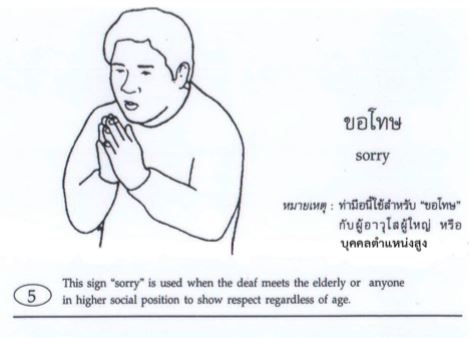 ขอโทษ
sorry
หมายเหตุ : ท่ามือนี้ใช้สำหรับ "ขอโทษ"
กับผู้อาวุโสผู้ใหญ่ หรือ
บุคคลตำแหน่งสูง
5 This sign "sorry" is used when the deaf meets the elderly or anyone
in higher social position to show respect regardless of age.